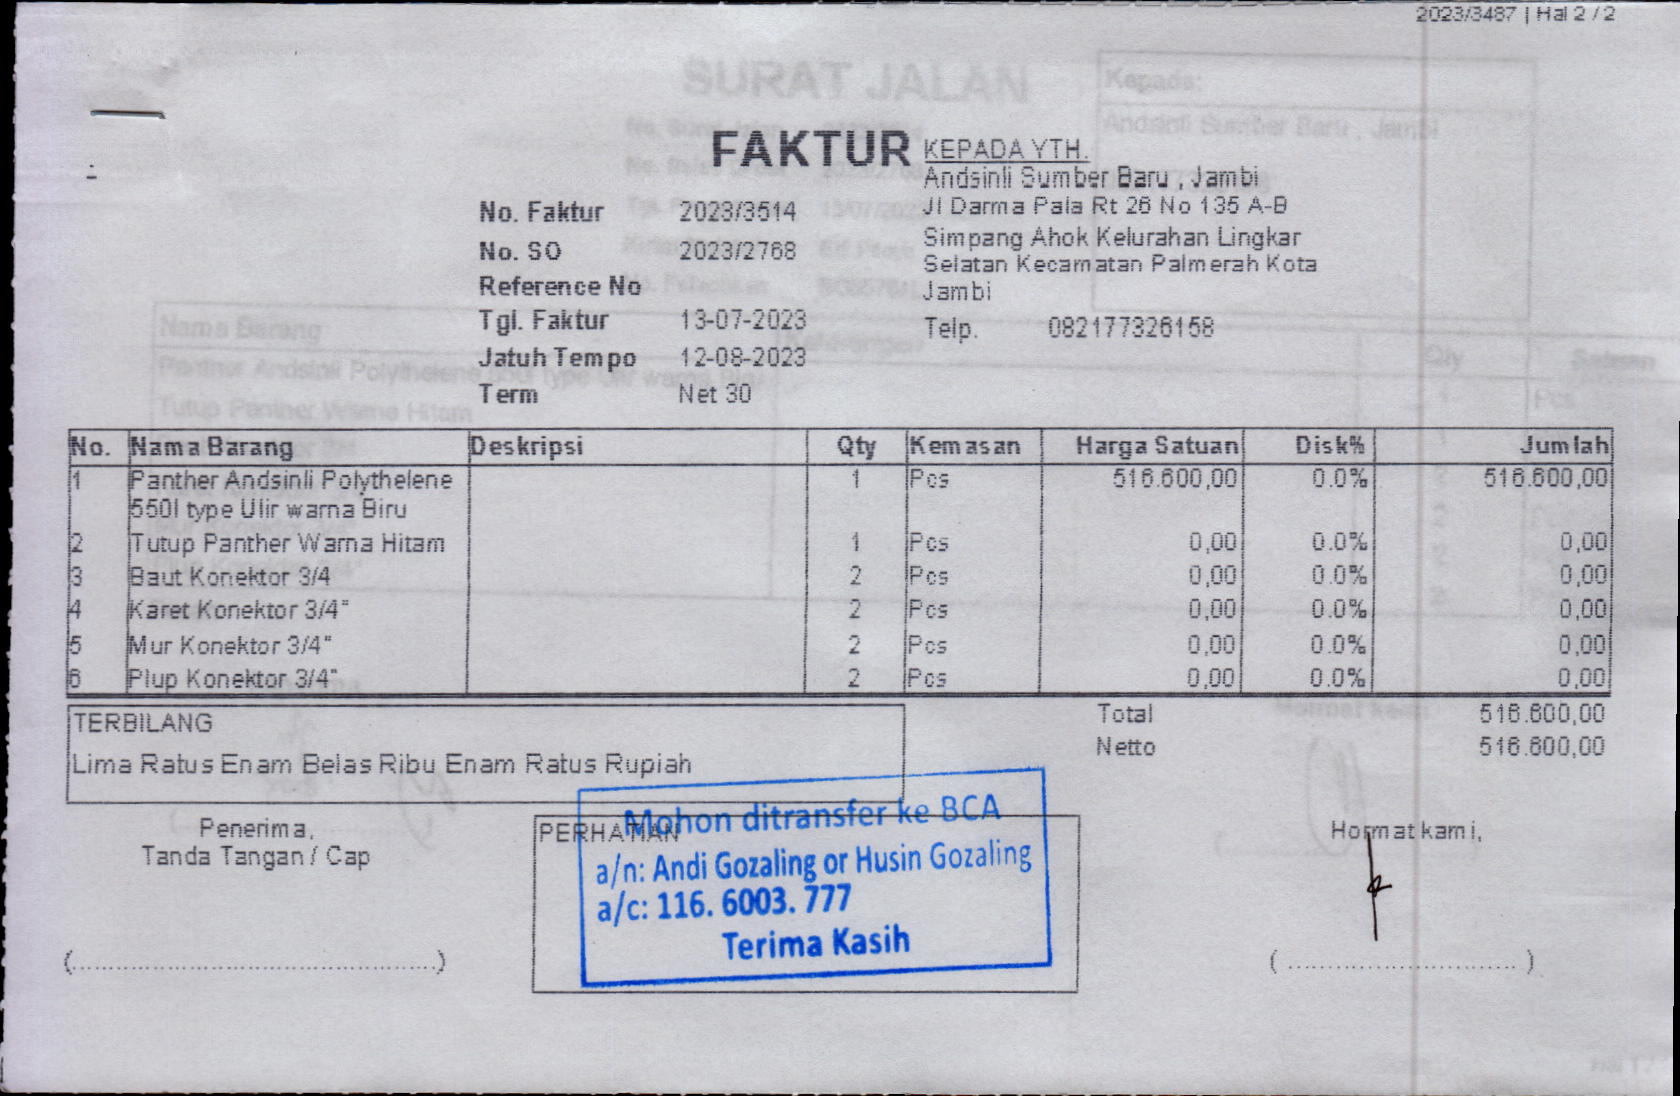 2023/3487 | Hal 2 / 2
SURAT JALAN
Kepada:
Andsinli Sumber Baru , Jambi
FAKTUR
KEPADA YTH.
Andsinli Sumber Baru , Jambi
Jl Darma Pala Rt 26 No 135 A-B
Simpang Ahok Kelurahan Lingkar
Selatan Kecamatan Palmerah Kota
Jambi
Telp. 082177326158
No. Faktur 2023/3514
No. SO 2023/2768
Reference No
Tgl. Faktur 13-07-2023
Jatuh Tempo 12-08-2023
Term Net 30
No. Nama Barang Deskripsi Qty Kemasan Harga Satuan Disk% Jumlah
1 Panther Andsinli Polythelene 1 Pcs 516.600,00 0.0% 516.600,00
550l type Ulir warna Biru
2 Tutup Panther Warna Hitam 1 Pcs 0,00 0.0% 0,00
3 Baut Konektor 3/4 2 Pcs 0,00 0.0% 0,00
4 Karet Konektor 3/4" 2 Pcs 0,00 0.0% 0,00
5 Mur Konektor 3/4" 2 Pcs 0,00 0.0% 0,00
6 Plup Konektor 3/4" 2 Pcs 0,00 0.0% 0,00
Total 516.600,00
Netto 516.600,00
TERBILANG
Lima Ratus Enam Belas Ribu Enam Ratus Rupiah
Penerima,
Tanda Tangan / Cap
(........................................)
PERHATIAN
Mohon ditransfer ke BCA
a/n: Andi Gozaling or Husin Gozaling
a/c: 116. 6003. 777
Terima Kasih
Hormat kami,
( .......................... )